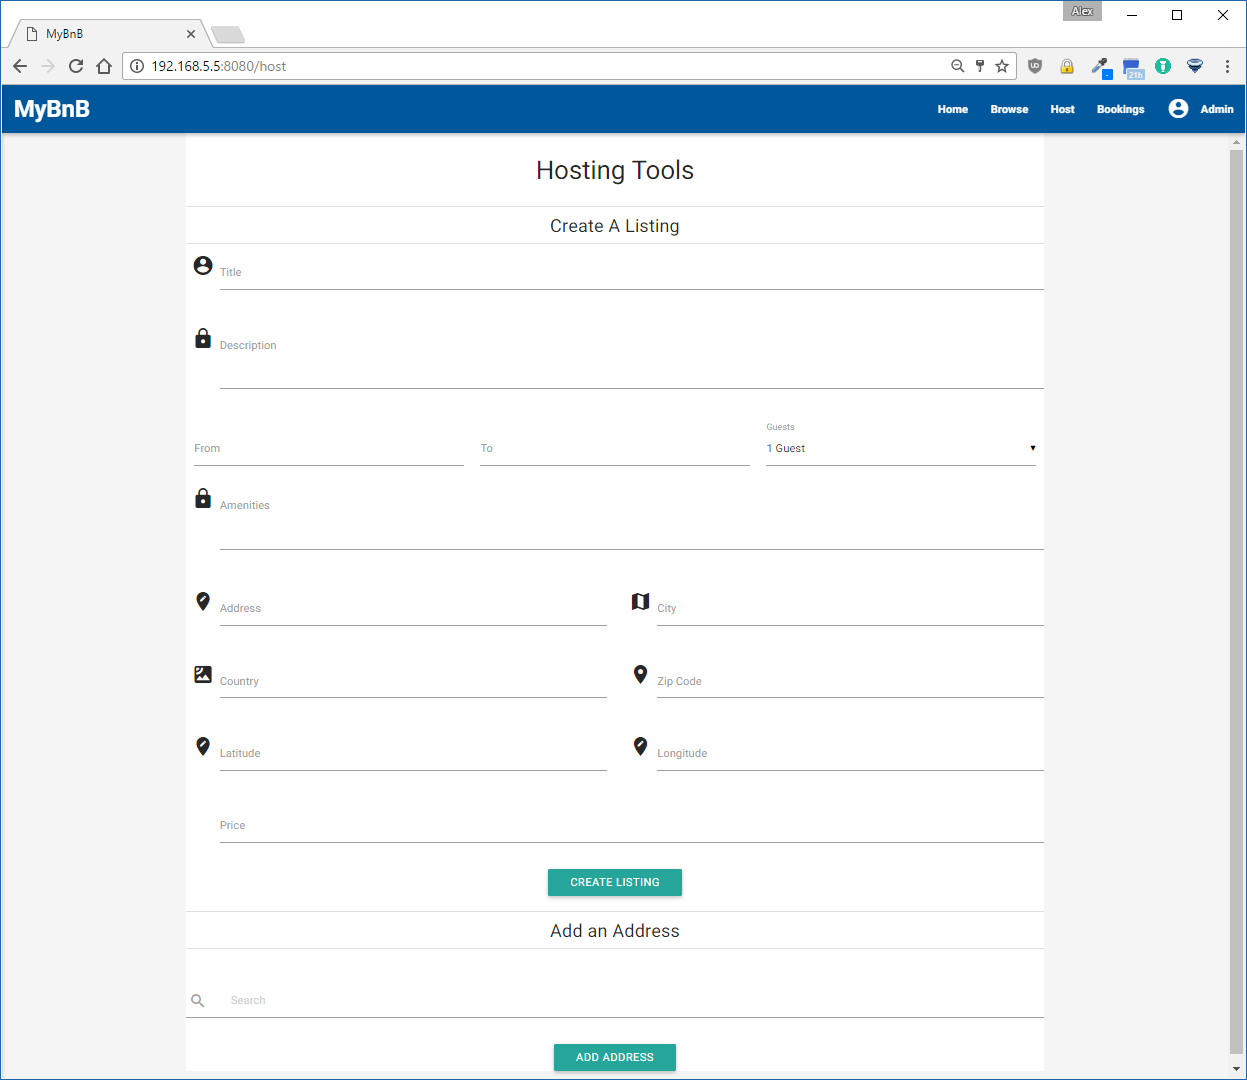 Alex
MyBnB
192.168.5.5:8080/host
UD
21h
MyBnB Home Browse Host Bookings Admin
Hosting Tools
Create A Listing
Title
Description
Guests
From To 1 Guest
Amenities
Address City
Country Zip Code
Latitude Longitude
Price
CREATE LISTING
Add an Address
Search
ADD ADDRESS